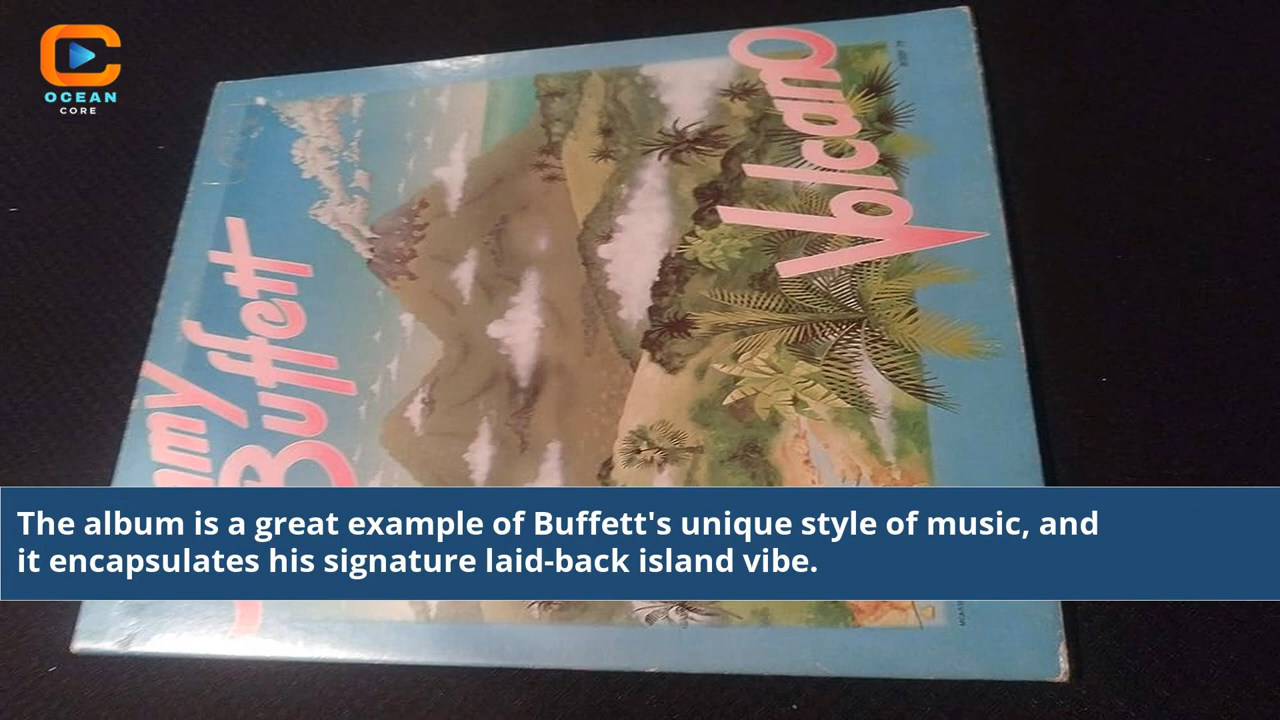 OCEAN
CORE
Buffett
Volcano
The album is a great example of Buffett's unique style of music, and
it encapsulates his signature laid-back island vibe.